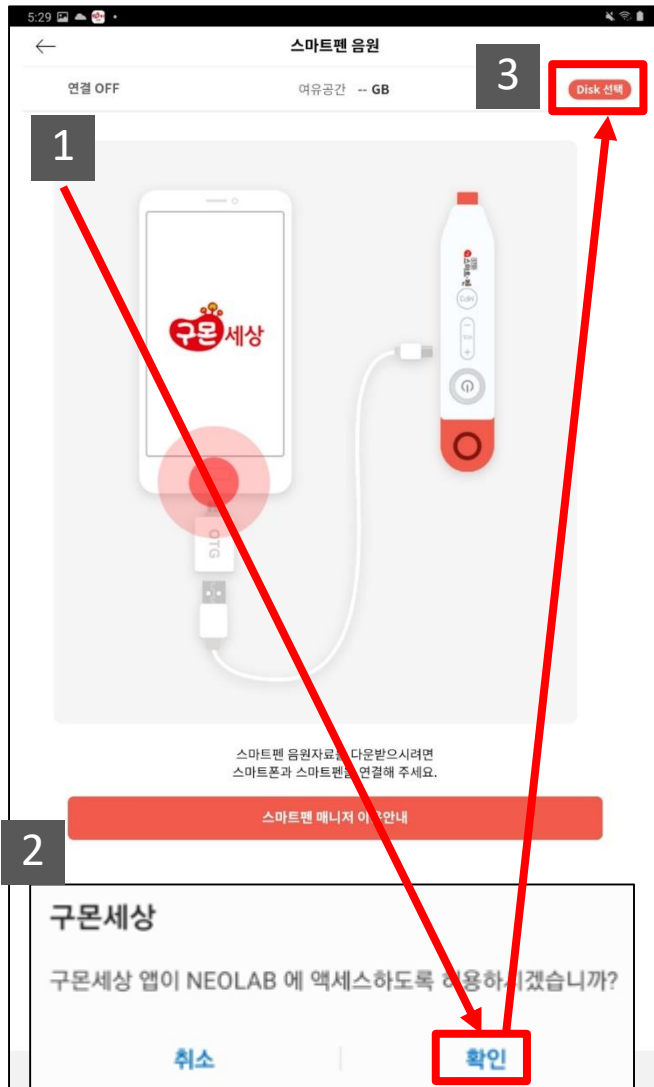 5:29
스마트펜 음원
연결 OFF
여유공간 -- GB
3
Disk 선택
1
구몬세상
MP3
VOL
OTG
스마트펜 음원자료를 다운받으시려면
스마트폰과 스마트펜을 연결해 주세요.
스마트펜 매니저 이용안내
2
구몬세상
구몬세상 앱이 NEOLAB 에 액세스하도록 허용하시겠습니까?
취소
확인